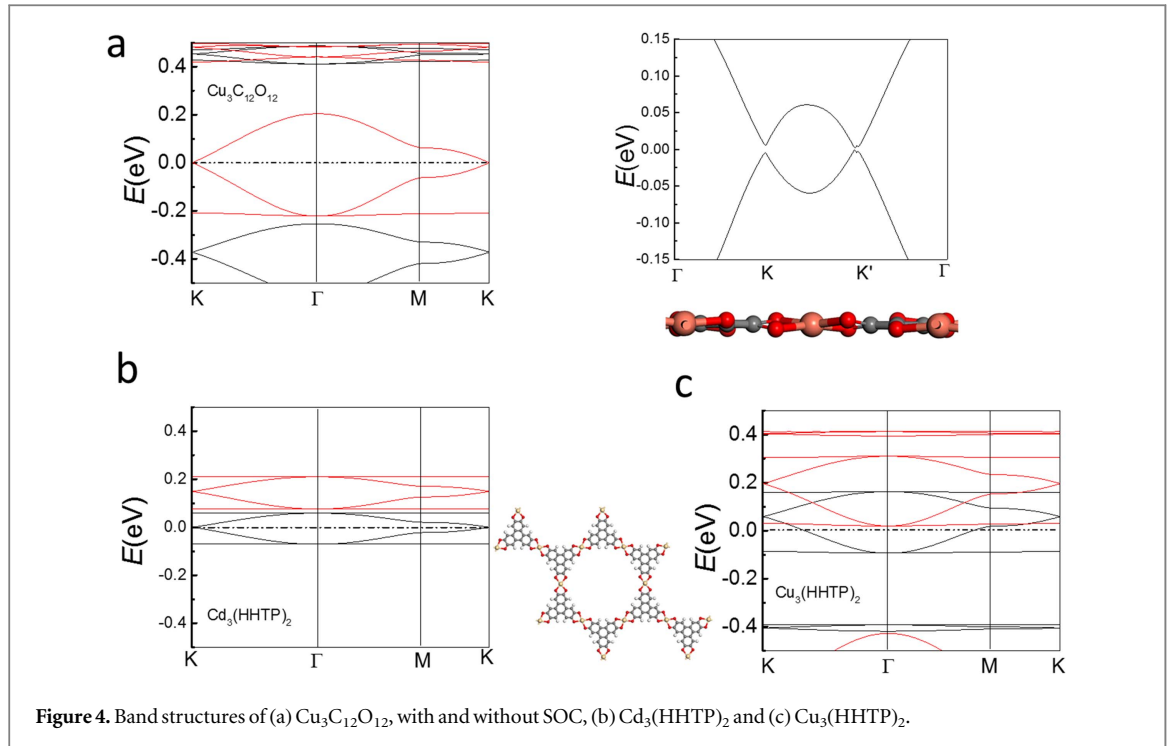 a
0.4
0.2
0.0
-0.2
-0.4
E(eV)
Cu₃C₁₂O₁₂
K Γ M K
0.15
0.10
0.05
0.00
-0.05
-0.10
-0.15
E(eV)
Γ K K' Γ
b
0.4
0.2
0.0
-0.2
-0.4
E(eV)
Cd₃(HHTP)₂
K Γ M K
c
0.4
0.2
0.0
-0.2
-0.4
E(eV)
Cu₃(HHTP)₂
K Γ M K
Figure 4. Band structures of (a) Cu₃C₁₂O₁₂, with and without SOC, (b) Cd₃(HHTP)₂ and (c) Cu₃(HHTP)₂.